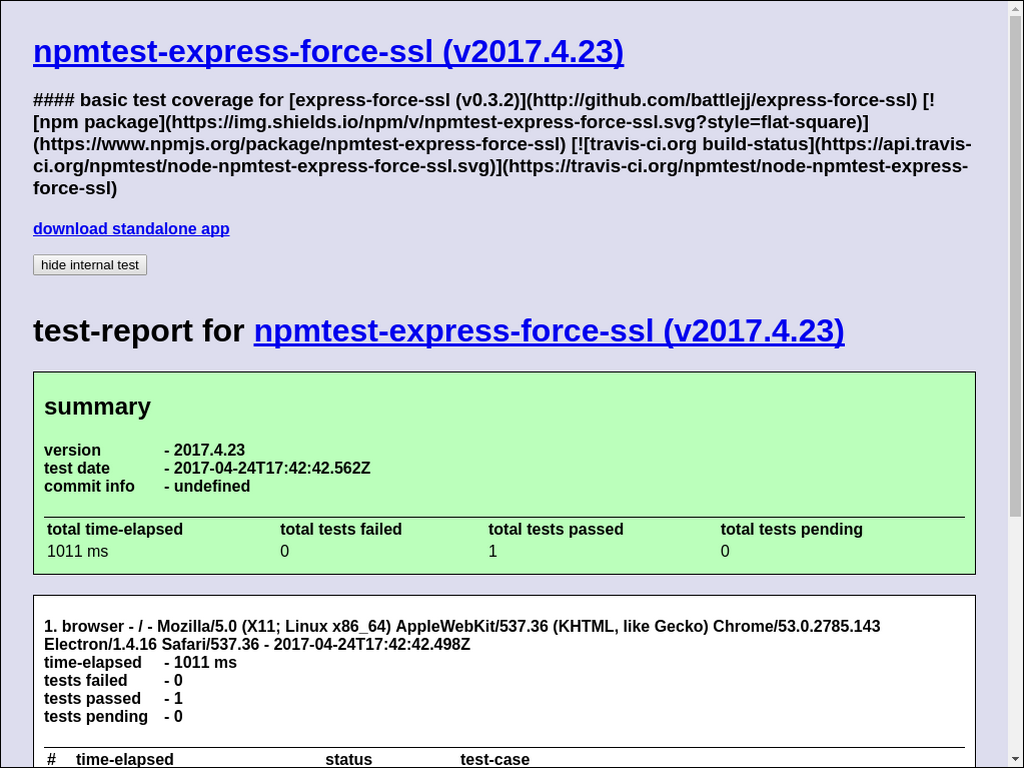 npmtest-express-force-ssl (v2017.4.23)
#### basic test coverage for [express-force-ssl (v0.3.2)](http://github.com/battlejj/express-force-ssl) [!
[npm package](https://img.shields.io/npm/v/npmtest-express-force-ssl.svg?style=flat-square)]
(https://www.npmjs.org/package/npmtest-express-force-ssl) [![travis-ci.org build-status](https://api.travis-
ci.org/npmtest/node-npmtest-express-force-ssl.svg)](https://travis-ci.org/npmtest/node-npmtest-express-
force-ssl)
download standalone app
hide internal test
test-report for npmtest-express-force-ssl (v2017.4.23)
summary
version - 2017.4.23
test date - 2017-04-24T17:42:42.562Z
commit info - undefined
total time-elapsed total tests failed total tests passed total tests pending
1011 ms 0 1 0
1. browser - / - Mozilla/5.0 (X11; Linux x86_64) AppleWebKit/537.36 (KHTML, like Gecko) Chrome/53.0.2785.143
Electron/1.4.16 Safari/537.36 - 2017-04-24T17:42:42.498Z
time-elapsed - 1011 ms
tests failed - 0
tests passed - 1
tests pending - 0
# time-elapsed status test-case